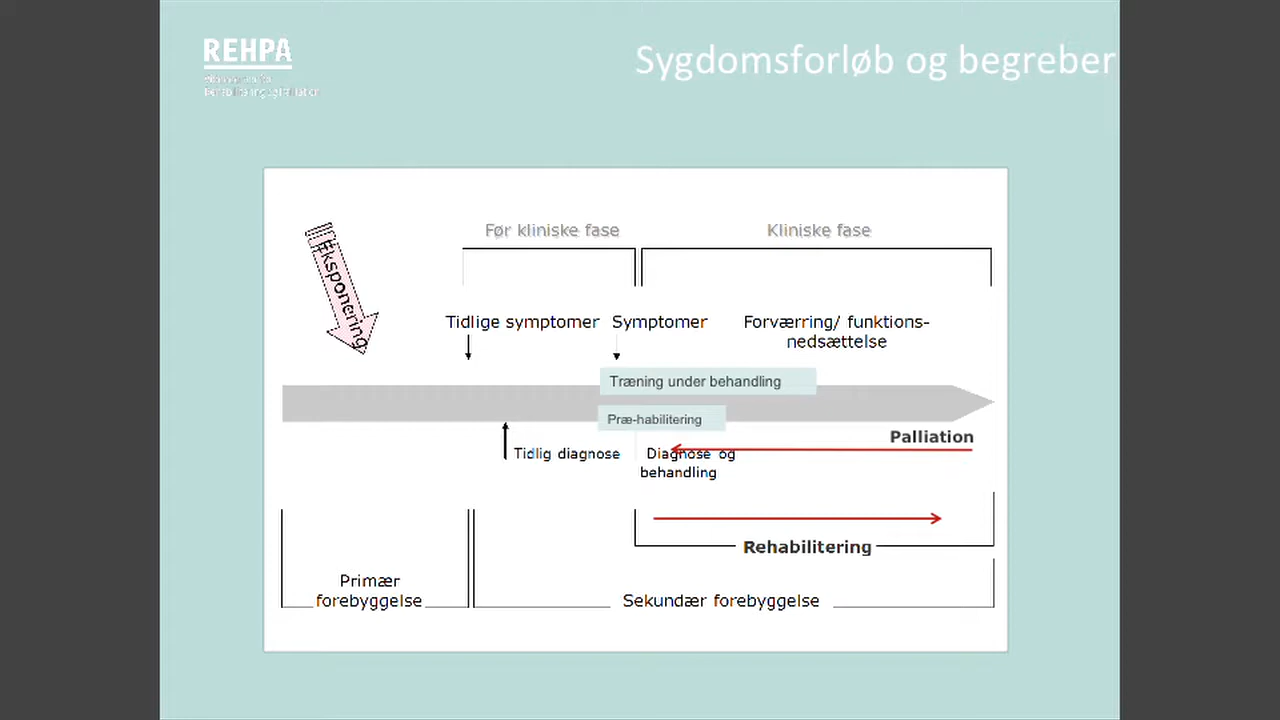 REHPA
Sygdomsforløb og begreber
Før kliniske fase
Kliniske fase
Eksponering
Tidlige symptomer
Symptomer
Forværring/ funktions-
nedsættelse
Træning under behandling
Præ-habilitering
Palliation
Tidlig diagnose
Diagnose og
behandling
Rehabilitering
Primær
forebyggelse
Sekundær forebyggelse